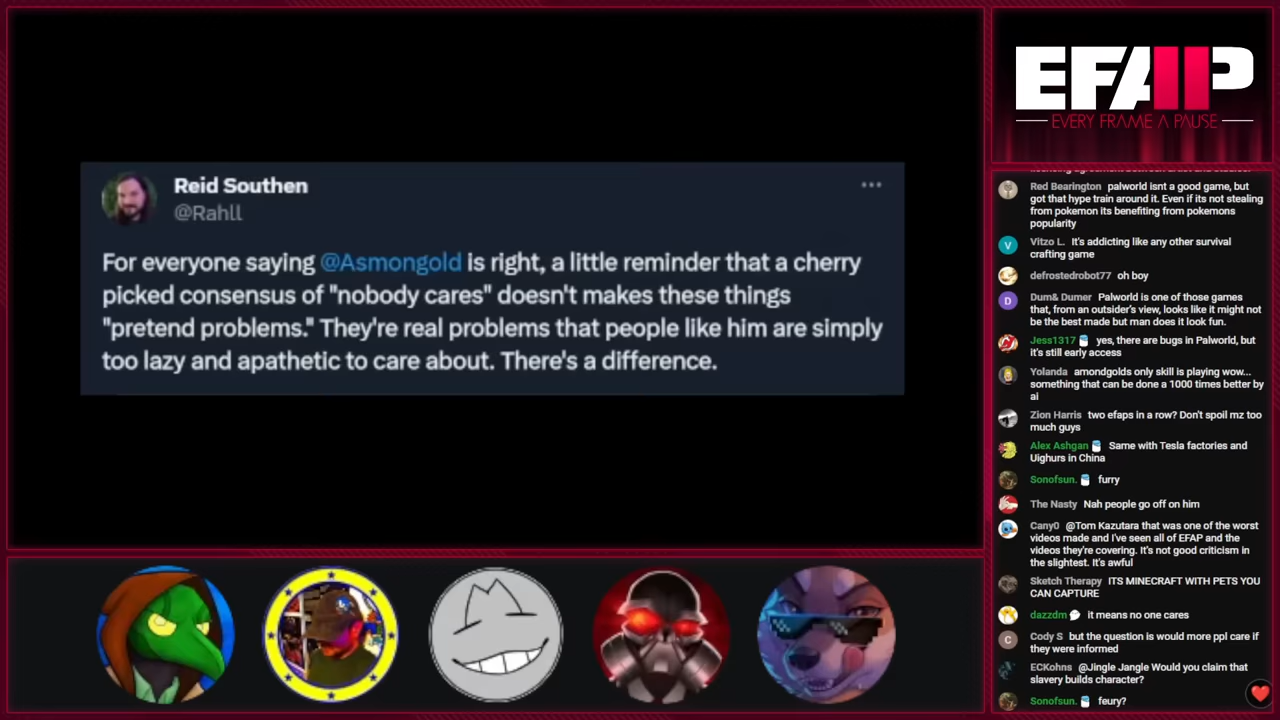 Reid Southen
@Rahll
For everyone saying @Asmongold is right, a little reminder that a cherry
picked consensus of "nobody cares" doesn't makes these things
"pretend problems." They're real problems that people like him are simply
too lazy and apathetic to care about. There's a difference.
EFAP
EVERY FRAME A PAUSE
Red Bearington palworld isnt a good game, but
got that hype train around it. Even if its not stealing
from pokemon its benefiting from pokemons
popularity
V
Vitzo L. It's addicting like any other survival
crafting game
defrostedrobot77 oh boy
D
Dum& Dumer Palworld is one of those games
that, from an outsider's view, looks like it might not
be the best made but man does it look fun.
Jess1317 yes, there are bugs in Palworld, but
it's still early access
Yolanda amondgolds only skill is playing wow...
something that can be done a 1000 times better by
ai
Zion Harris two efaps in a row? Don't spoil mz too
much guys
Alex Ashgan Same with Tesla factories and
Uighurs in China
Sonofsun. furry
The Nasty Nah people go off on him
Cany0 @Tom Kazutara that was one of the worst
videos made and I've seen all of EFAP and the
videos they're covering. It's not good criticism in
the slightest. It's awful
Sketch Therapy ITS MINECRAFT WITH PETS YOU
CAN CAPTURE
dazzdm it means no one cares
C
Cody S but the question is would more ppl care if
they were informed
ECKohns @Jingle Jangle Would you claim that
slavery builds character?
Sonofsun. feury?